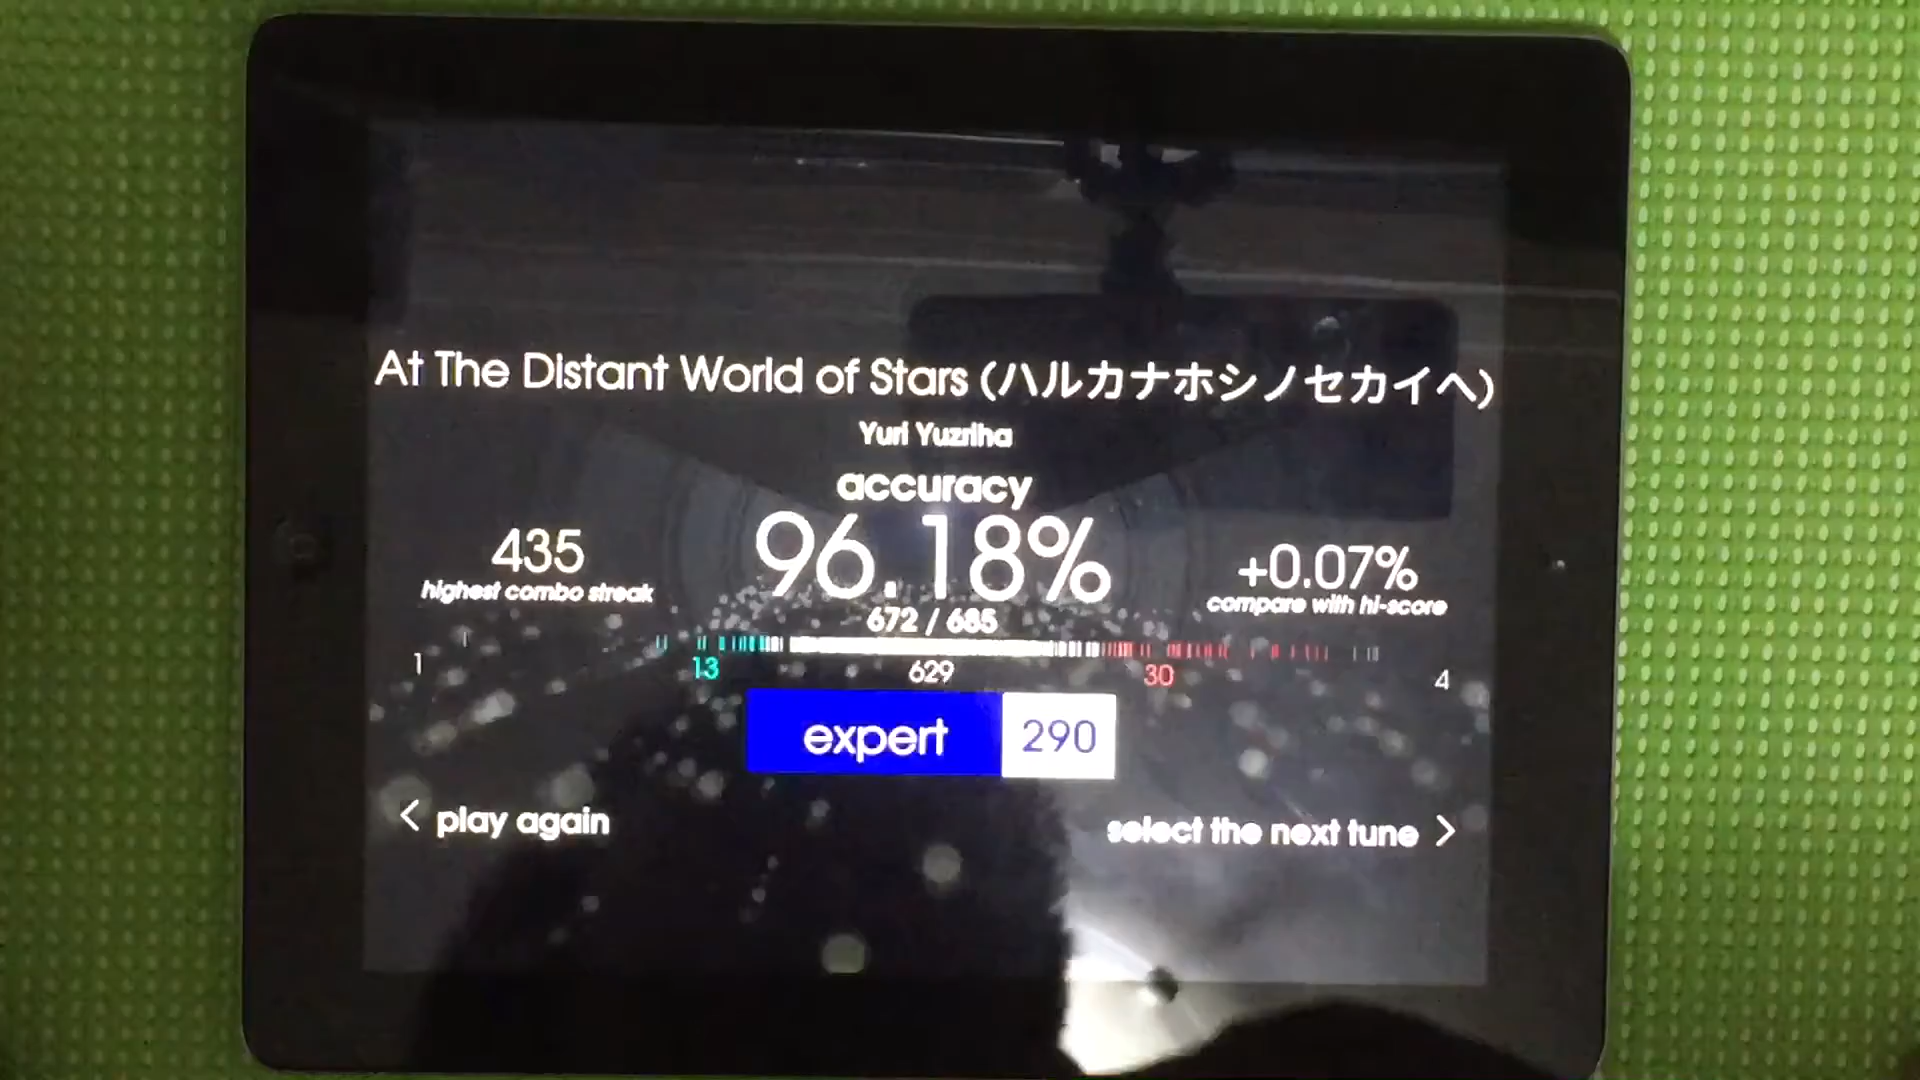 At The Distant World of Stars (ハルカナホシノセカイへ)
Yuri Yuzriha
accuracy
96.18%
672 / 685
435
highest combo streak
+0.07%
compare with hi-score
1
13
629
30
4
expert 290
play again
select the next tune